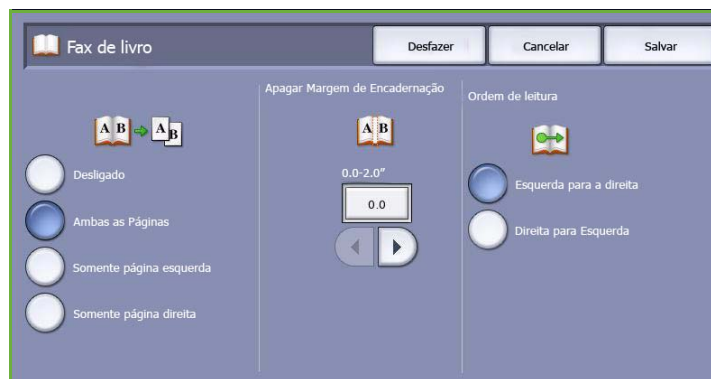 Fax de livro
Desfazer
Cancelar
Salvar
A B A B
Desligado
Ambas as Páginas
Somente página esquerda
Somente página direita
Apagar Margem de Encadernação
A B
0.0-2.0"
0.0
Ordem de leitura
Esquerda para a direita
Direita para Esquerda